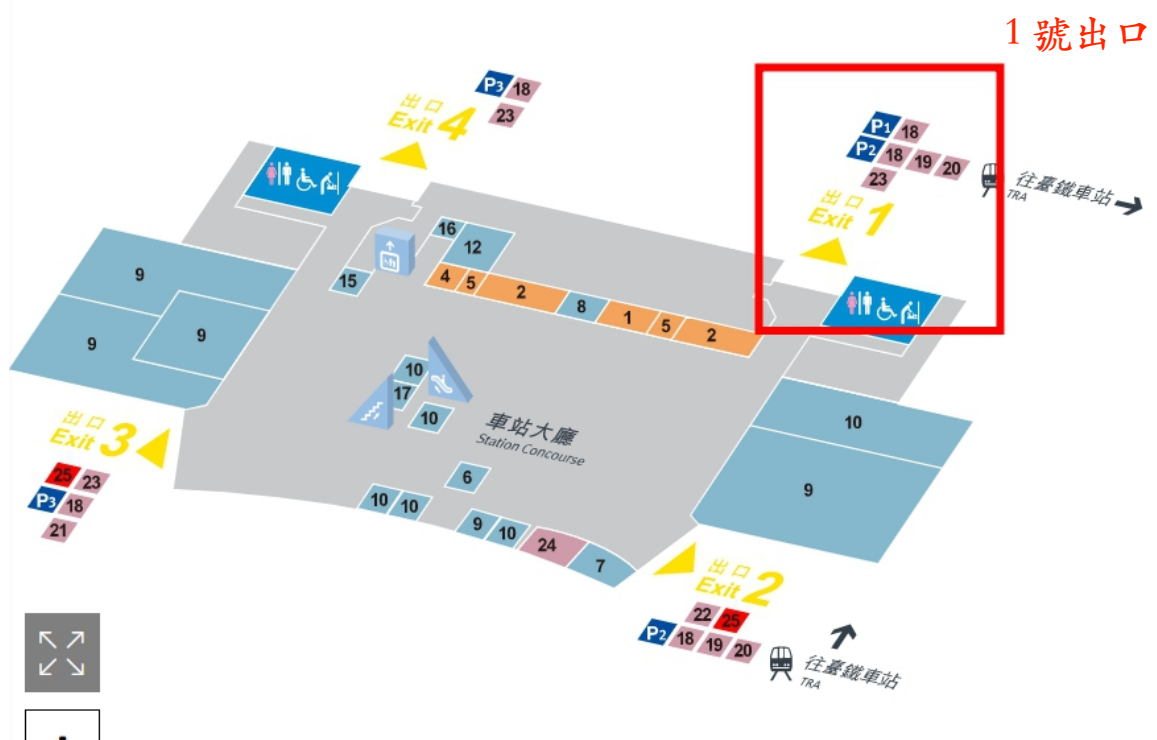 1 號出口
P3 18
23
出口
Exit 4
P1 18
P2 18 19 20
23
出口
Exit 1
往臺鐵車站
TRA
16
12
15
4 5 2 8 1 5 2
9
9
9
10
17
10
車站大廳
Station Concourse
6
10 10
9 10 24 7
10
9
出口
Exit 3
25 23
P3 18
21
出口
Exit 2
22 25
P2 18 19 20
往臺鐵車站
TRA